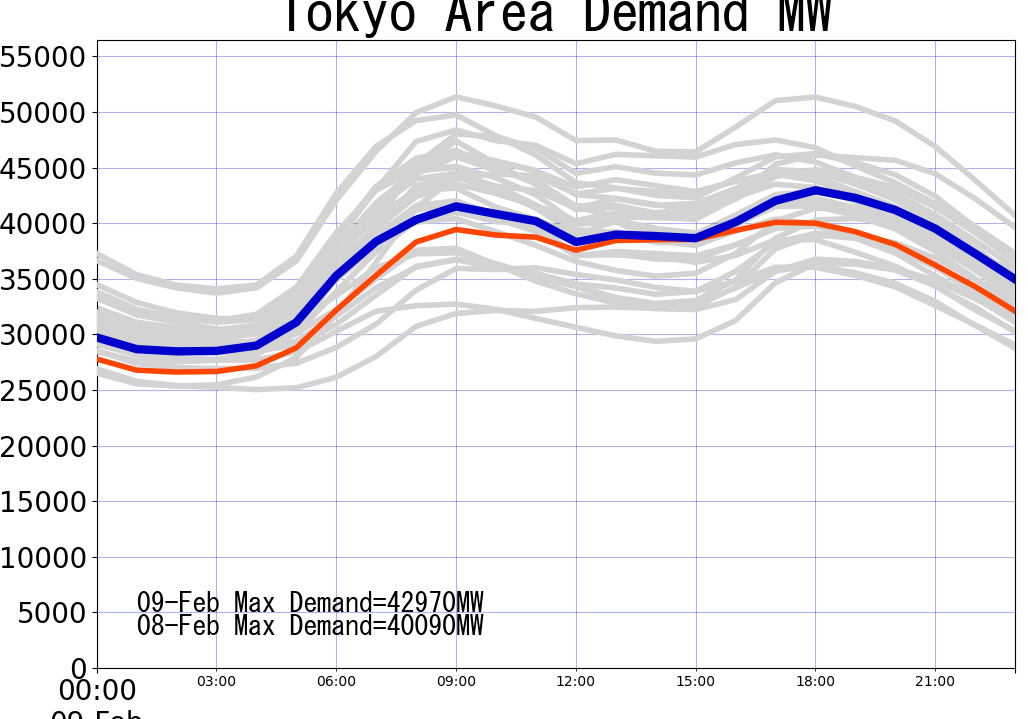 Tokyo Area Demand MW
55000
50000
45000
40000
35000
30000
25000
20000
15000
10000
5000
0
09-Feb Max Demand=42970MW
08-Feb Max Demand=40090MW
00:00 03:00 06:00 09:00 12:00 15:00 18:00 21:00
09-Feb